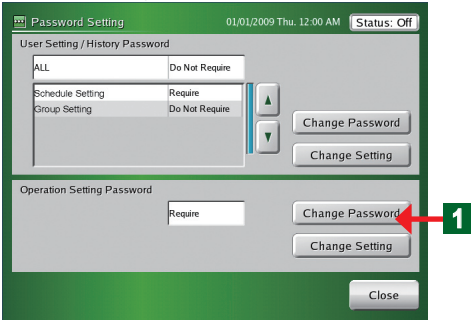 Password Setting 01/01/2009 Thu. 12:00 AM Status: Off
User Setting / History Password
ALL Do Not Require
Schedule Setting Require
Group Setting Do Not Require
Change Password
Change Setting
Operation Setting Password
Require Change Password
1
Change Setting
Close